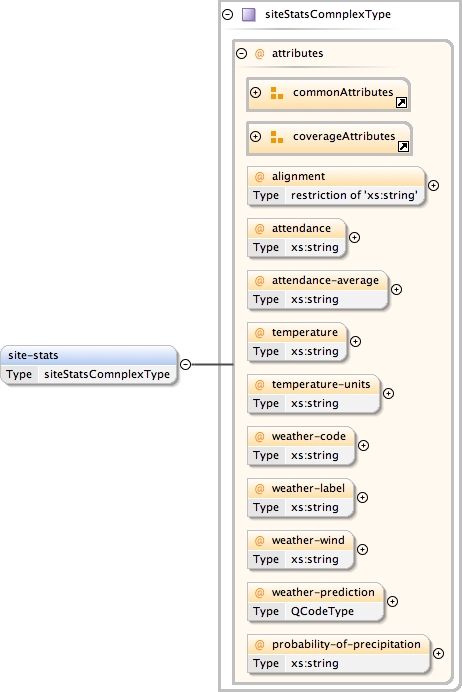 siteStatsComnplexType
@ attributes
commonAttributes
coverageAttributes
@ alignment
Type restriction of 'xs:string'
@ attendance
Type xs:string
@ attendance-average
Type xs:string
@ temperature
Type xs:string
@ temperature-units
Type xs:string
@ weather-code
Type xs:string
@ weather-label
Type xs:string
@ weather-wind
Type xs:string
@ weather-prediction
Type QCodeType
@ probability-of-precipitation
Type xs:string
site-stats
Type siteStatsComnplexType